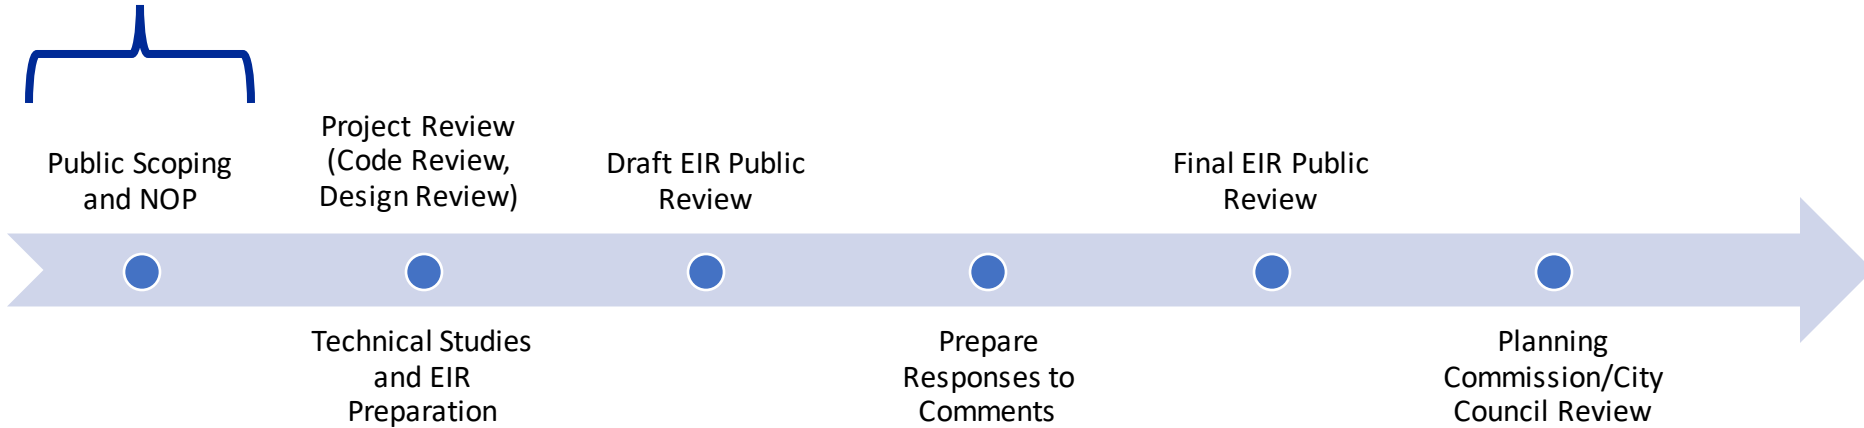 Public Scoping
and NOP
Project Review
(Code Review,
Design Review)
Draft EIR Public
Review
Final EIR Public
Review
Technical Studies
and EIR
Preparation
Prepare
Responses to
Comments
Planning
Commission/City
Council Review